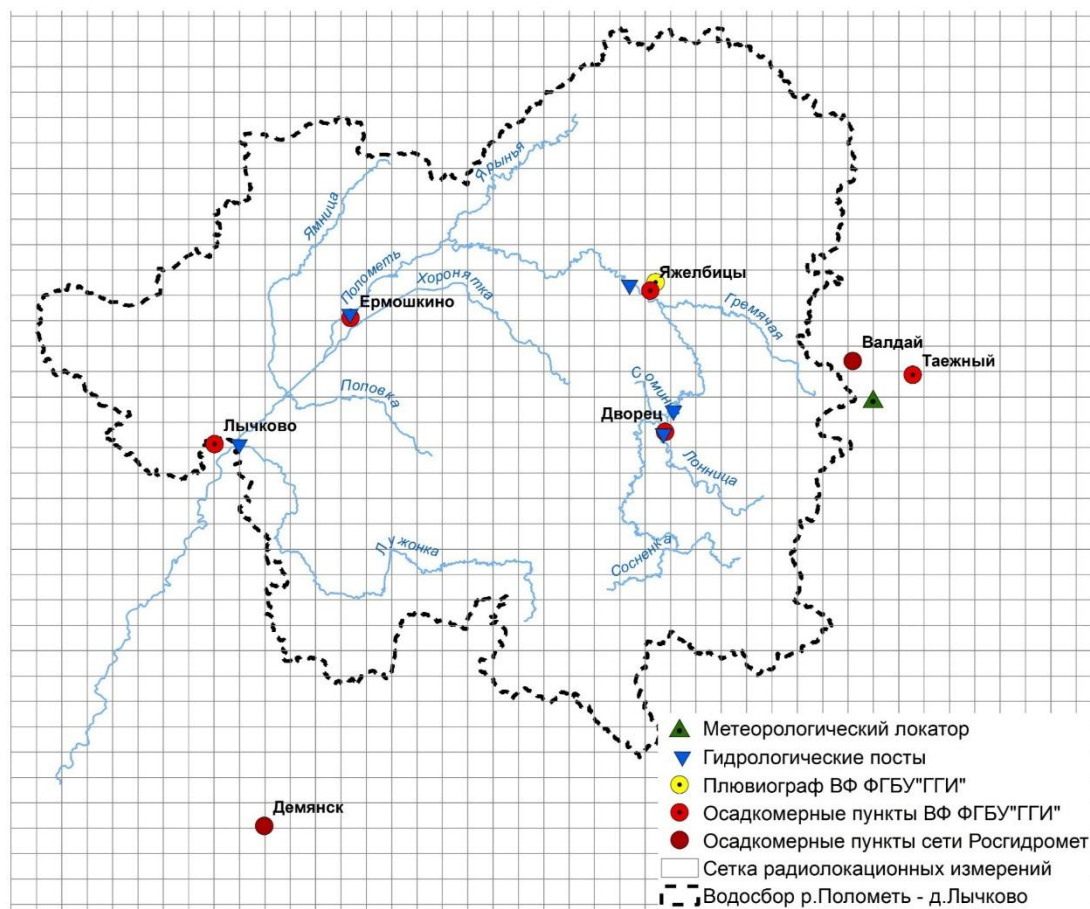 Ярынья
Ямница
Полометь
Хоронятка
Яжелбицы
Ермошкино
Гремячая
Валдай
Таежный
Поповка
Сомин
Дворец
Лычково
Лонница
Лужонка
Сосненка
Метеорологический локатор
Гидрологические посты
Плювиограф ВФ ФГБУ"ГГИ"
Осадкомерные пункты ВФ ФГБУ"ГГИ"
Демянск
Осадкомерные пункты сети Росгидромет
Сетка радиолокационных измерений
Водосбор р.Полометь - д.Лычково